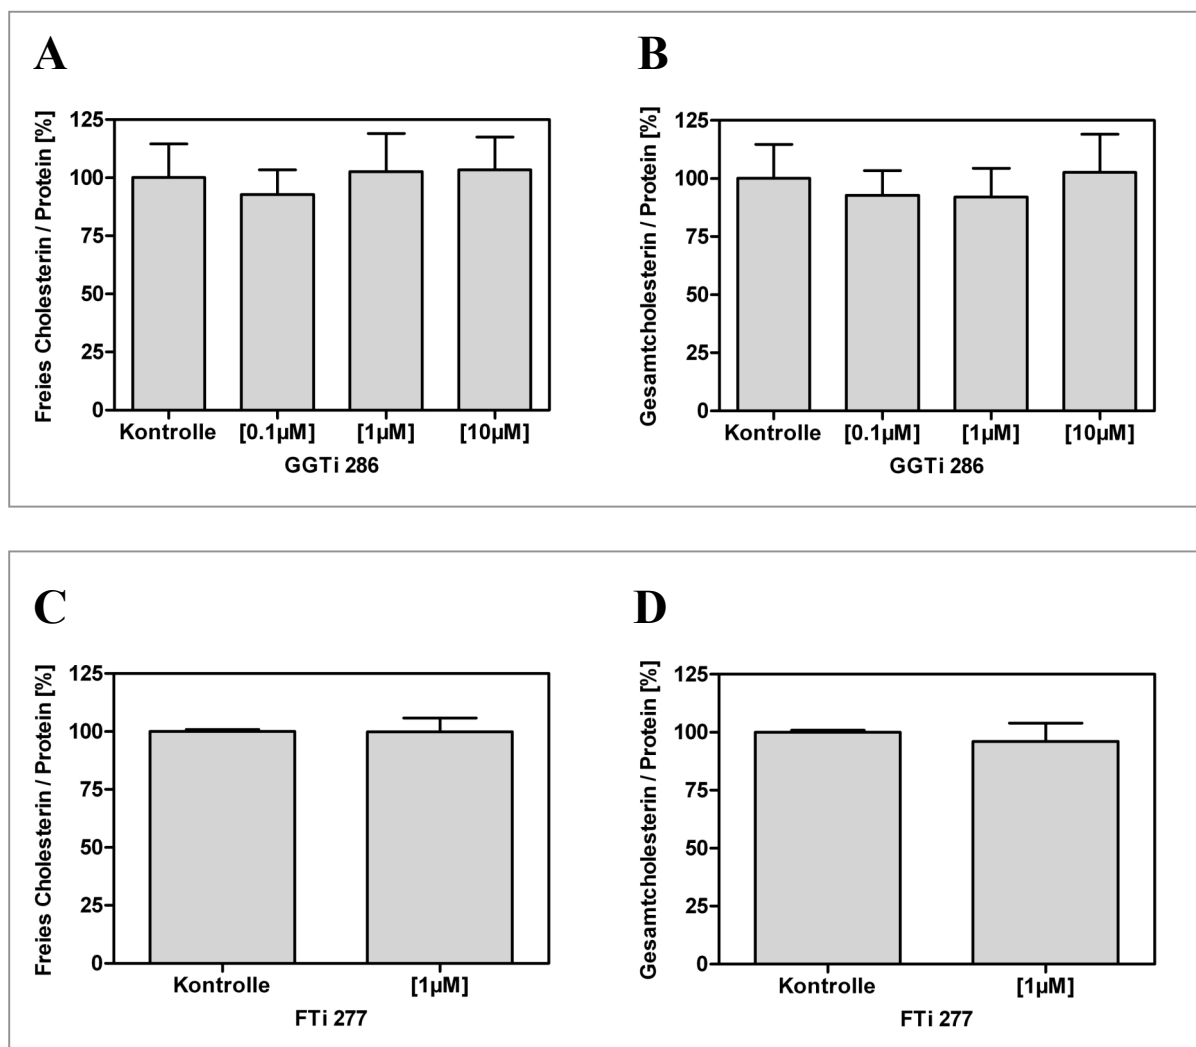 A
Freies Cholesterin / Protein [%]
125
100
75
50
25
0
Kontrolle [0.1µM] [1µM] [10µM]
GGTi 286
B
Gesamtcholesterin / Protein [%]
125
100
75
50
25
0
Kontrolle [0.1µM] [1µM] [10µM]
GGTi 286
C
Freies Cholesterin / Protein [%]
125
100
75
50
25
0
Kontrolle [1µM]
FTi 277
D
Gesamtcholesterin / Protein [%]
125
100
75
50
25
0
Kontrolle [1µM]
FTi 277